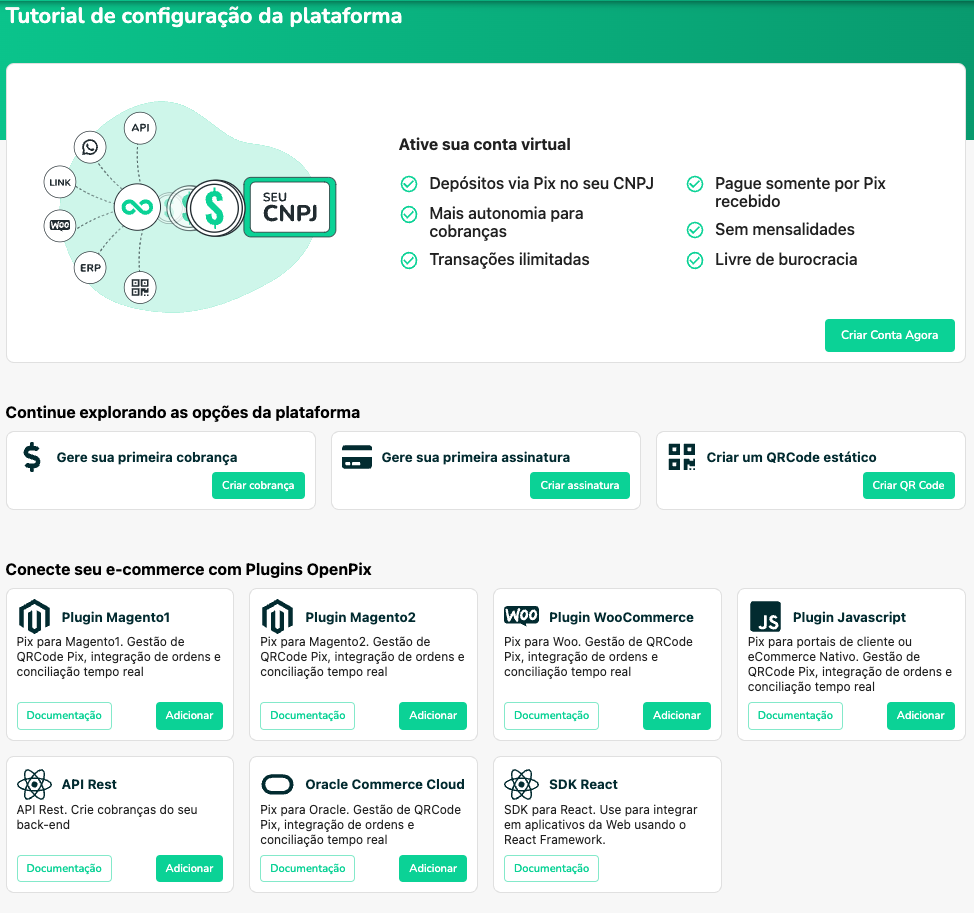 Tutorial de configuração da plataforma
API
LINK
WOO
ERP
$
SEU
CNPJ
Ative sua conta virtual
Depósitos via Pix no seu CNPJ
Mais autonomia para
cobranças
Transações ilimitadas
Pague somente por Pix
recebido
Sem mensalidades
Livre de burocracia
Criar Conta Agora
Continue explorando as opções da plataforma
$ Gere sua primeira cobrança
Criar cobrança
Gere sua primeira assinatura
Criar assinatura
Criar um QRCode estático
Criar QR Code
Conecte seu e-commerce com Plugins OpenPix
Plugin Magento1
Pix para Magento1. Gestão de
QRCode Pix, integração de ordens e
conciliação tempo real
Documentação
Adicionar
Plugin Magento2
Pix para Magento2. Gestão de
QRCode Pix, integração de ordens e
conciliação tempo real
Documentação
Adicionar
WOO Plugin WooCommerce
Pix para Woo. Gestão de QRCode
Pix, integração de ordens e
conciliação tempo real
Documentação
Adicionar
JS Plugin Javascript
Pix para portais de cliente ou
eCommerce Nativo. Gestão de
QRCode Pix, integração de ordens e
conciliação tempo real
Documentação
Adicionar
API Rest
API Rest. Crie cobranças do seu
back-end
Documentação
Adicionar
Oracle Commerce Cloud
Pix para Oracle. Gestão de QRCode
Pix, integração de ordens e
conciliação tempo real
Documentação
Adicionar
SDK React
SDK para React. Use para integrar
em aplicativos da Web usando o
React Framework.
Documentação